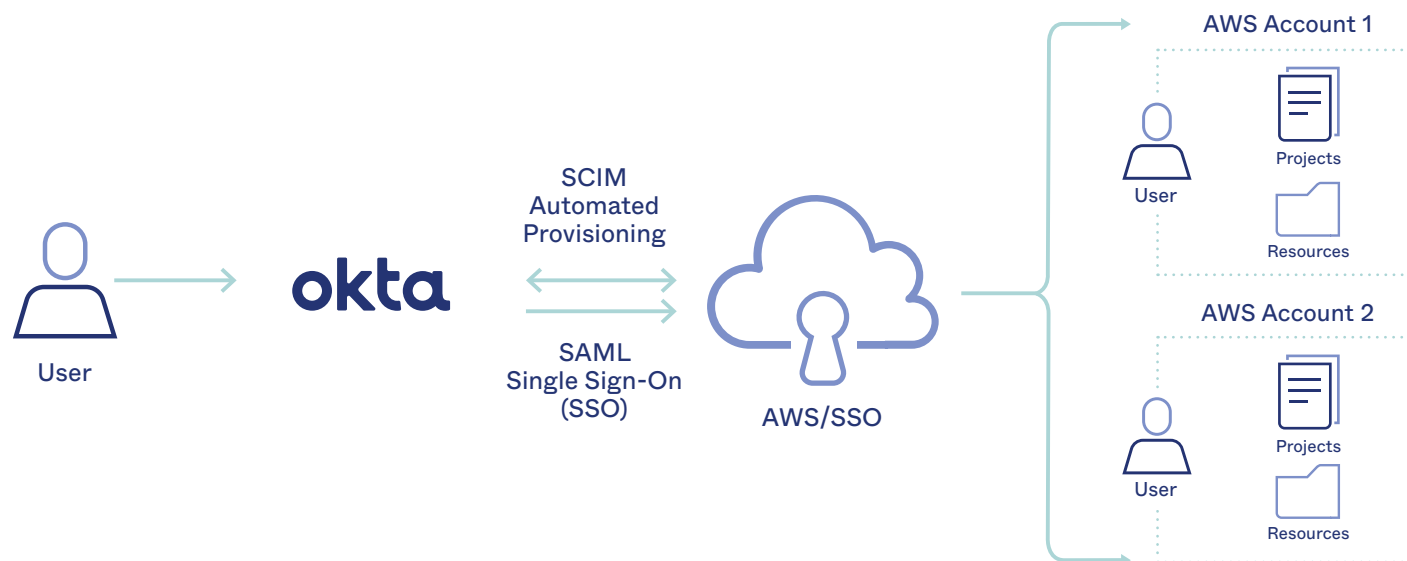 User
okta
SCIM
Automated
Provisioning
SAML
Single Sign-On
(SSO)
AWS/SSO
AWS Account 1
User
Projects
Resources
AWS Account 2
User
Projects
Resources